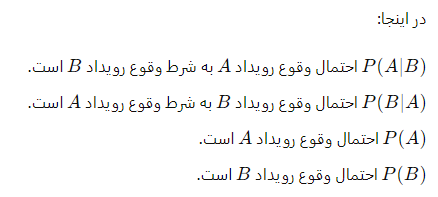 در اینجا:
P(A|B) احتمال وقوع رویداد A به شرط وقوع رویداد B است.
P(B|A) احتمال وقوع رویداد B به شرط وقوع رویداد A است.
P(A) احتمال وقوع رویداد A است.
P(B) احتمال وقوع رویداد B است.